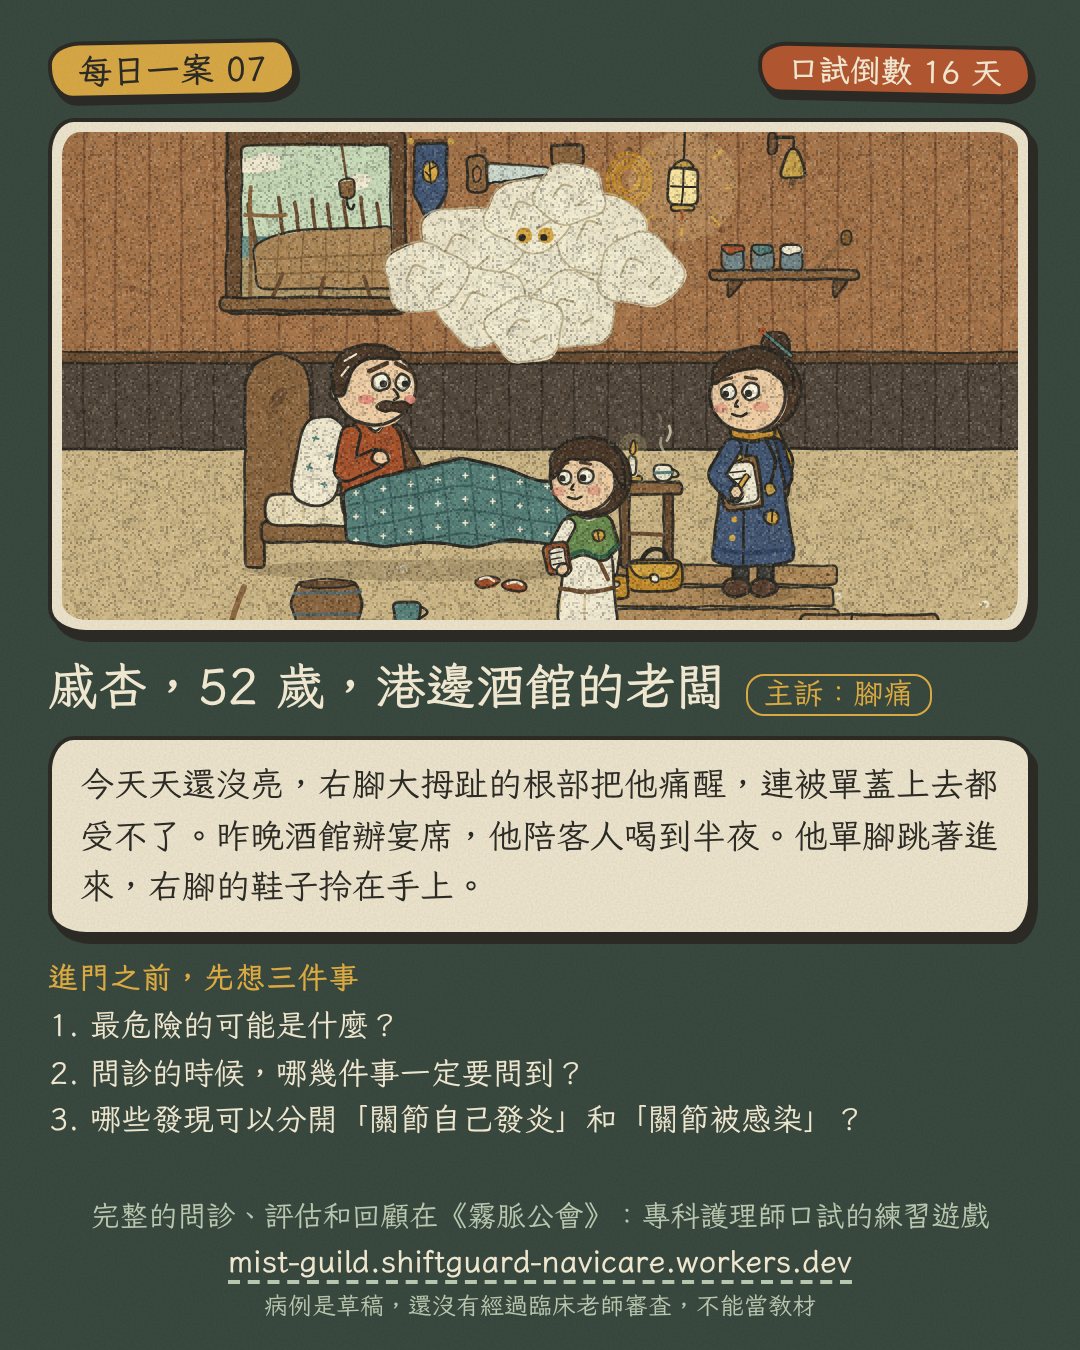 每日一案 07
口試倒數 16 天
戚杏，52 歲，港邊酒館的老闆
主訴：腳痛
今天天還沒亮，右腳大拇趾的根部把他痛醒，連被單蓋上去都
受不了。昨晚酒館辦宴席，他陪客人喝到半夜。他單腳跳著進
來，右腳的鞋子拎在手上。
進門之前，先想三件事
1. 最危險的可能是什麼？
2. 問診的時候，哪幾件事一定要問到？
3. 哪些發現可以分開「關節自己發炎」和「關節被感染」？
完整的問診、評估和回顧在《霧脈公會》：專科護理師口試的練習遊戲
mist-guild.shiftguard-navicare.workers.dev
病例是草稿，還沒有經過臨床老師審查，不能當教材